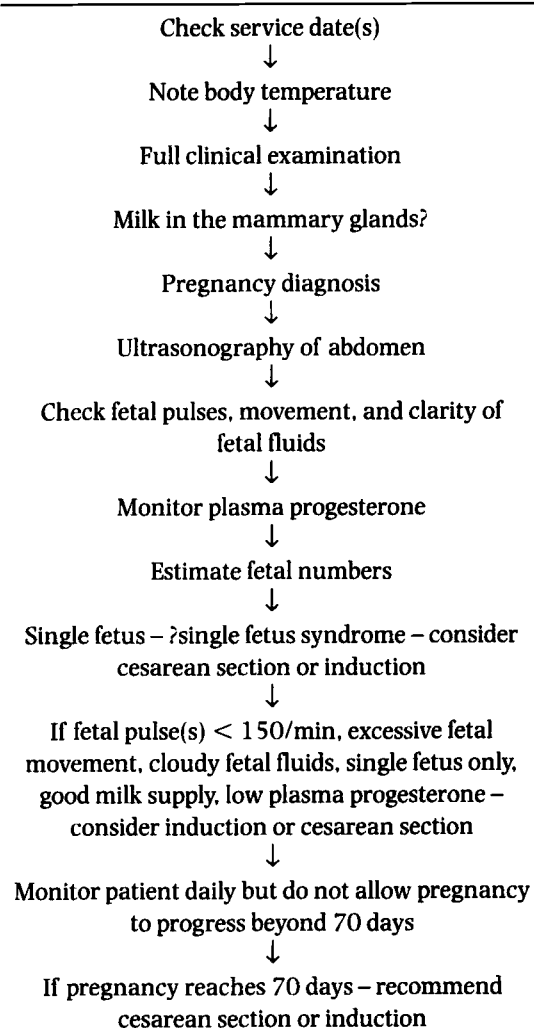 Check service date(s)
↓
Note body temperature
↓
Full clinical examination
↓
Milk in the mammary glands?
↓
Pregnancy diagnosis
↓
Ultrasonography of abdomen
↓
Check fetal pulses, movement, and clarity of
fetal fluids
↓
Monitor plasma progesterone
↓
Estimate fetal numbers
↓
Single fetus – ?single fetus syndrome – consider
cesarean section or induction
↓
If fetal pulse(s) < 150/min, excessive fetal
movement, cloudy fetal fluids, single fetus only,
good milk supply, low plasma progesterone –
consider induction or cesarean section
↓
Monitor patient daily but do not allow pregnancy
to progress beyond 70 days
↓
If pregnancy reaches 70 days – recommend
cesarean section or induction